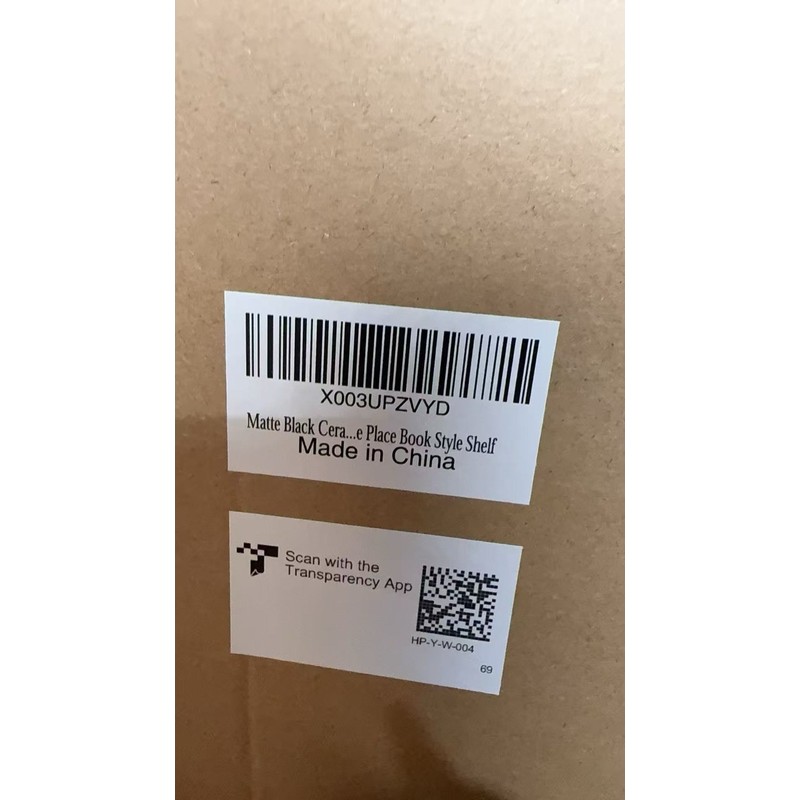 X003UPZVYD
Matte Black Cera...e Place Book Style Shelf
Made in China
Scan with the
Transparency App
HP-Y-W-004
69